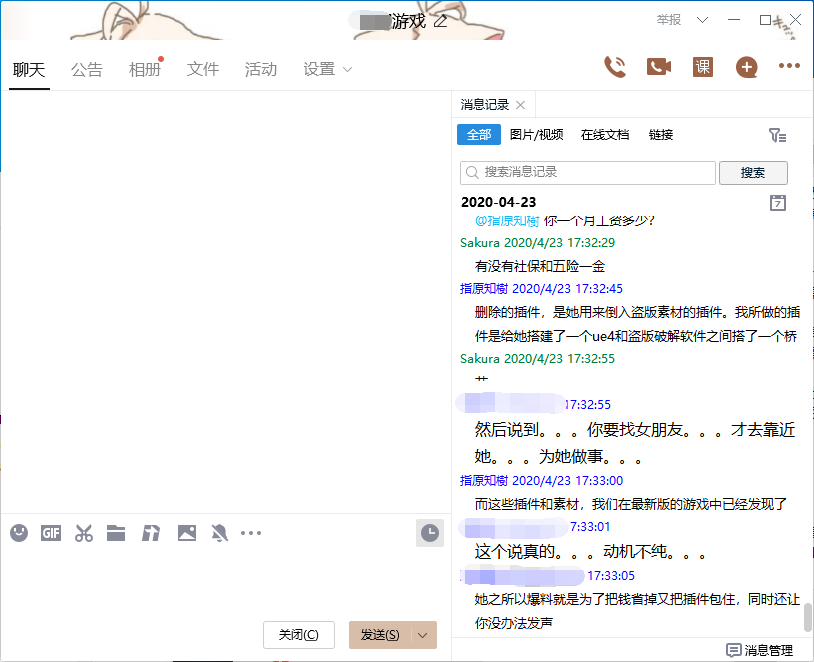 游戏
举报
聊天 公告 相册 文件 活动 设置
课
消息记录
全部 图片/视频 在线文档 链接
搜索消息记录 搜索
2020-04-23
7
@指原知樹 你一个月工资多少?
Sakura 2020/4/23 17:32:29
有没有社保和五险一金
指原知樹 2020/4/23 17:32:45
删除的插件，是她用来倒入盗版素材的插件。我所做的插
件是给她搭建了一个ue4和盗版破解软件之间搭了一个桥
Sakura 2020/4/23 17:32:55
艹
17:32:55
然后说到。。。你要找女朋友。。。才去靠近
她。。。为她做事。。。
指原知樹 2020/4/23 17:33:00
而这些插件和素材，我们在最新版的游戏中已经发现了
7:33:01
这个说真的。。。动机不纯。。。
17:33:05
她之所以爆料就是为了把钱省掉又把插件包住，同时还让
你没办法发声
GIF
关闭(C) 发送(S)
消息管理